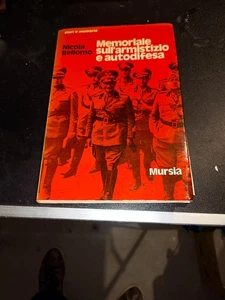 Nicola
Bellomo
Memoriale
sull'armistizio
e autodifesa
Mursia